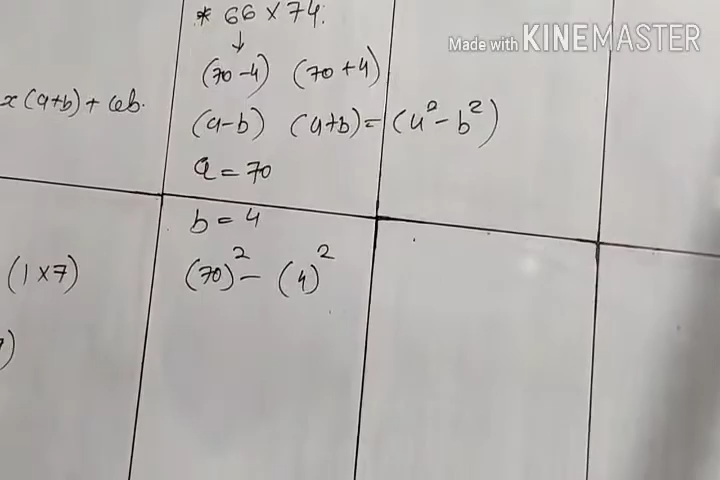 * 66 × 74.
Made with KINEMASTER
↓
(70 - 4) (70 + 4)
x (a+b) + ab.
(a - b) (a+b) = (a² - b²)
a = 70
b = 4
(1 × 7)
(70)² - (4)²
)